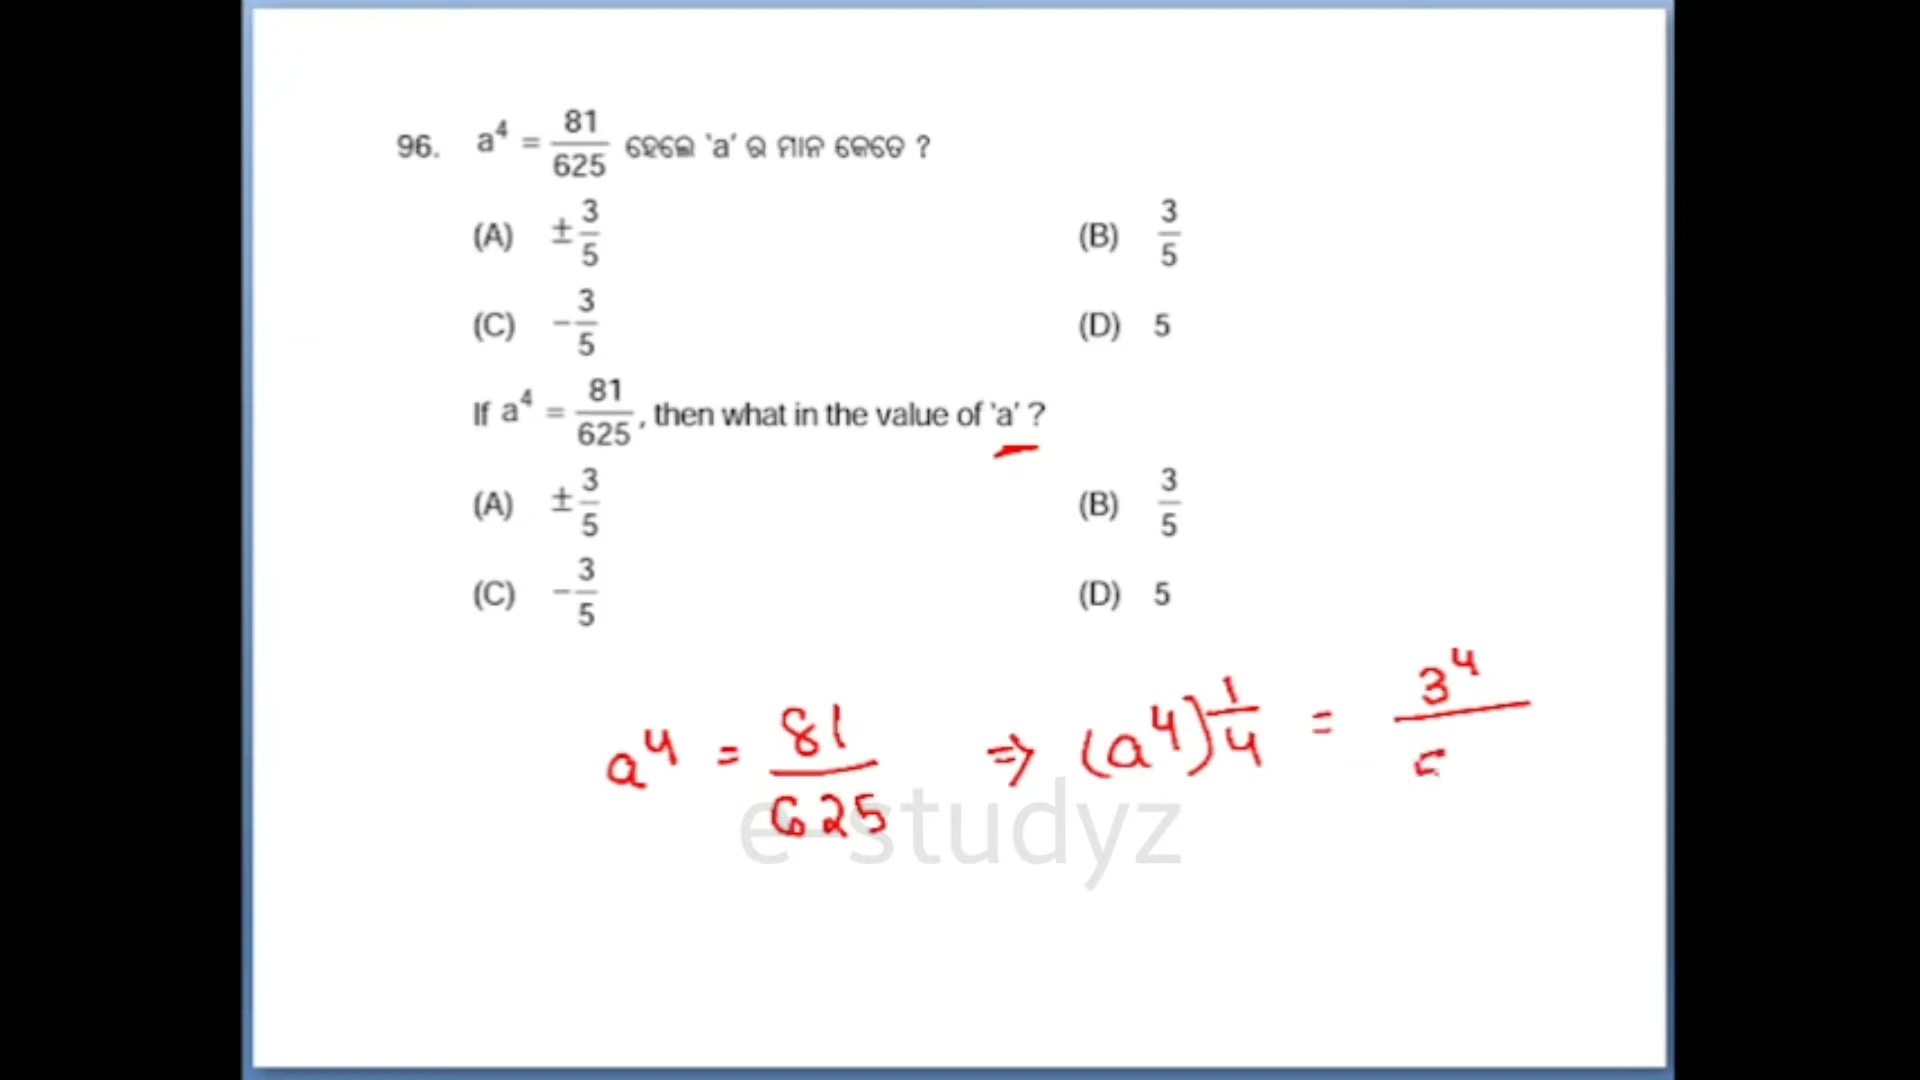 96. a⁴ = 81/625 ହେଲେ 'a' ର ମାନ କେତେ ?
(A) ±3/5 (B) 3/5
(C) -3/5 (D) 5
If a⁴ = 81/625, then what in the value of 'a' ?
(A) ±3/5 (B) 3/5
(C) -3/5 (D) 5
a⁴ = 81/625 ⇒ (a⁴)^1/4 = 3⁴/5
e-studyz